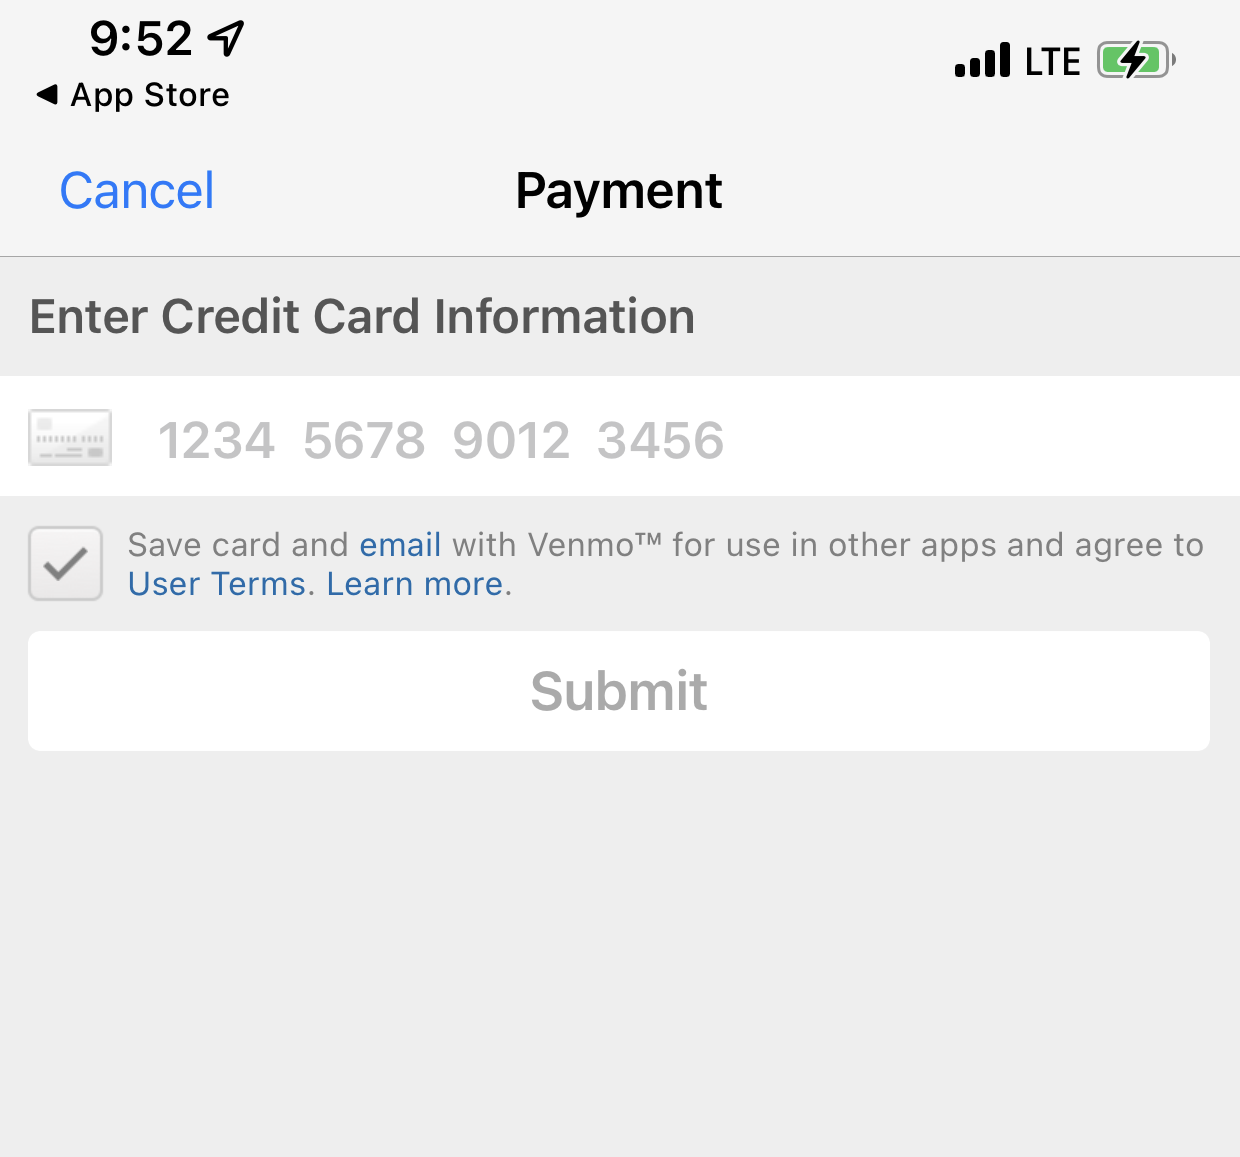 9:52
LTE
◀ App Store
Cancel
Payment
Enter Credit Card Information
1234 5678 9012 3456
Save card and email with Venmo™ for use in other apps and agree to
User Terms. Learn more.
Submit